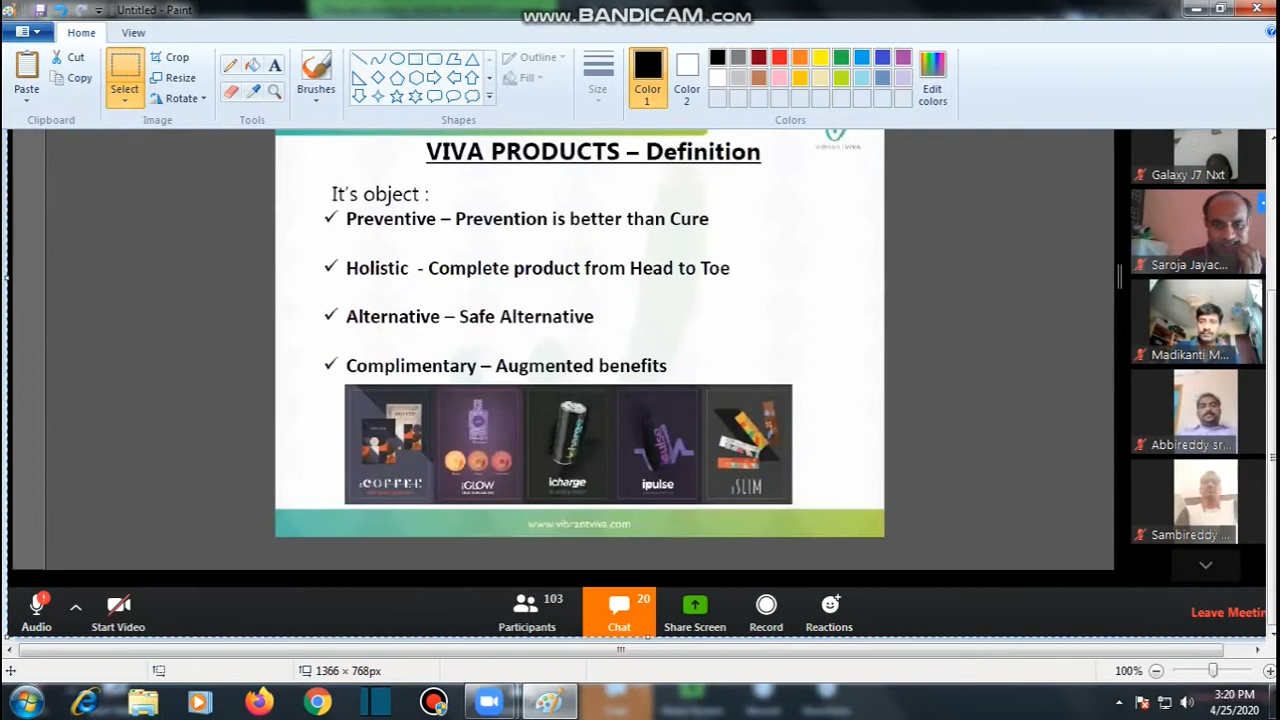 Untitled - Paint
www.BANDICAM.com
Home
View
Paste
Cut
Copy
Clipboard
Select
Crop
Resize
Rotate
Image
Tools
Brushes
Shapes
Outline
Fill
Size
Color 1
Color 2
Edit colors
Colors
VIVA PRODUCTS – Definition
It's object :
✓ Preventive – Prevention is better than Cure
✓ Holistic - Complete product from Head to Toe
✓ Alternative – Safe Alternative
✓ Complimentary – Augmented benefits
iCOFFEE
iGLOW
icharge
ipulse
iSLIM
www.vibrantviva.com
Galaxy J7 Nxt
Saroja Jayac...
Madikanti M...
Abbireddy sr...
Sambireddy ...
Audio
Start Video
103
Participants
20
Chat
Share Screen
Record
Reactions
Leave Meetin
1366 × 768px
100%
3:20 PM
4/25/2020